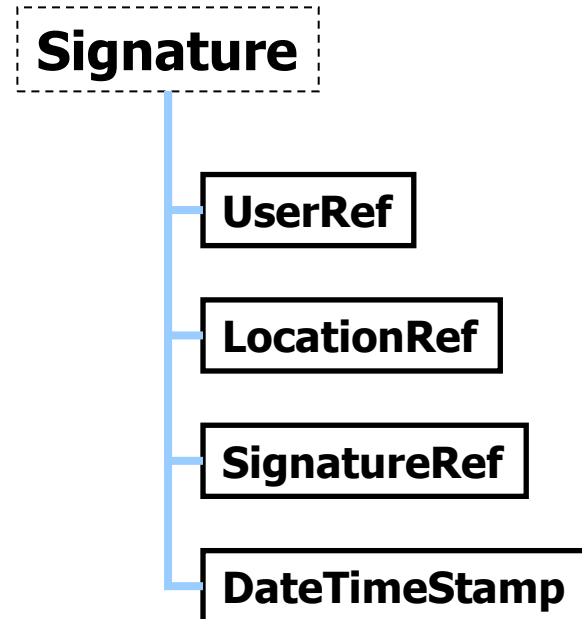 Signature
UserRef
LocationRef
SignatureRef
DateTimeStamp